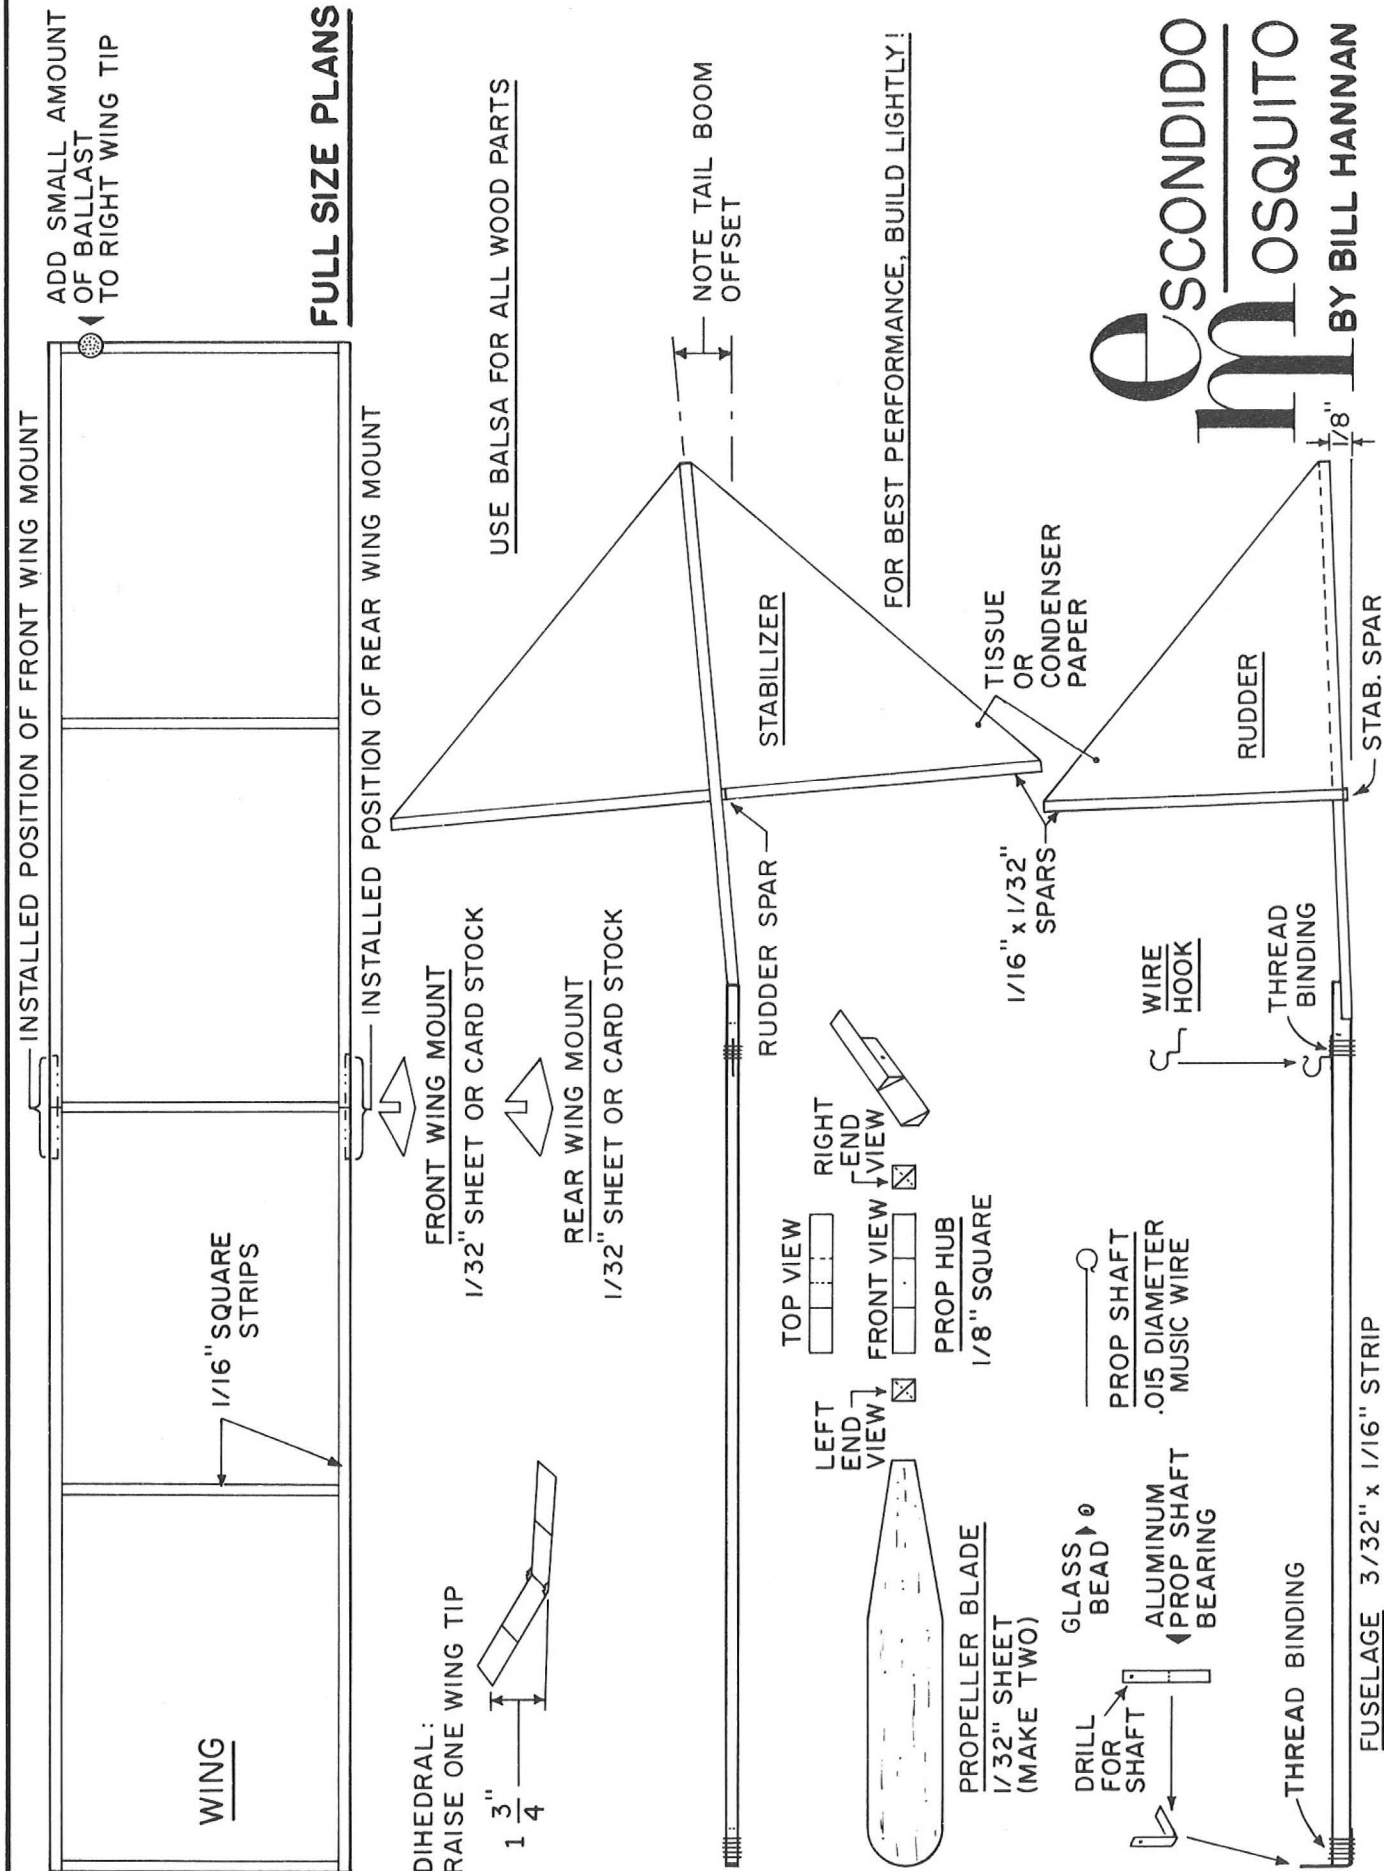 INSTALLED POSITION OF FRONT WING MOUNT
ADD SMALL AMOUNT
OF BALLAST
TO RIGHT WING TIP
FULL SIZE PLANS
WING
1/16" SQUARE
STRIPS
INSTALLED POSITION OF REAR WING MOUNT
DIHEDRAL:
RAISE ONE WING TIP
1 3/4"
FRONT WING MOUNT
1/32" SHEET OR CARD STOCK
REAR WING MOUNT
1/32" SHEET OR CARD STOCK
USE BALSA FOR ALL WOOD PARTS
NOTE TAIL BOOM
OFFSET
STABILIZER
RUDDER SPAR
TOP VIEW
LEFT
END
VIEW
FRONT VIEW
RIGHT
END
VIEW
PROP HUB
1/8" SQUARE
PROPELLER BLADE
1/32" SHEET
(MAKE TWO)
FOR BEST PERFORMANCE, BUILD LIGHTLY!
TISSUE
OR
CONDENSER
PAPER
1/16" x 1/32"
SPARS
GLASS
BEAD
DRILL
FOR
SHAFT
ALUMINUM
PROP SHAFT
BEARING
PROP SHAFT
.015 DIAMETER
MUSIC WIRE
WIRE
HOOK
THREAD
BINDING
RUDDER
1/8"
STAB. SPAR
THREAD BINDING
FUSELAGE 3/32" x 1/16" STRIP
eSCONDIDO
mOSQUITO
BY BILL HANNAN